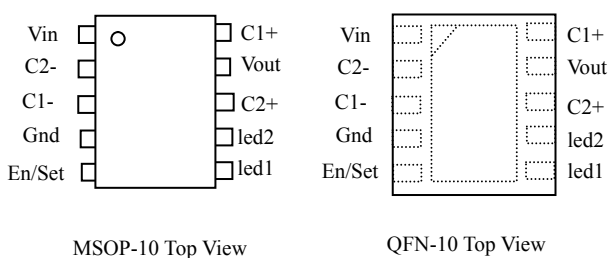 Vin
C2-
C1-
Gnd
En/Set
C1+
Vout
C2+
led2
led1
MSOP-10 Top View
Vin
C2-
C1-
Gnd
En/Set
C1+
Vout
C2+
led2
led1
QFN-10 Top View